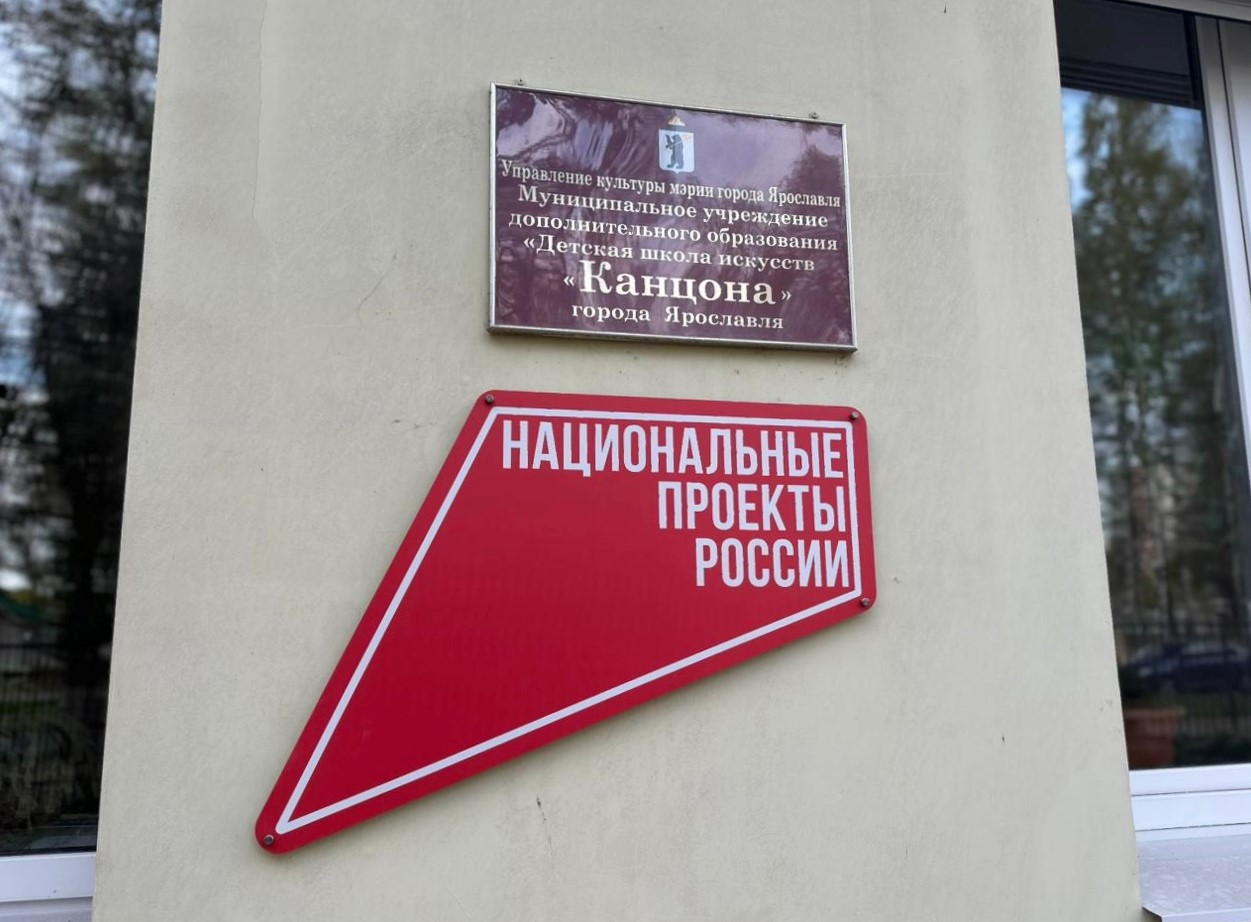 Управление культуры мэрии города Ярославля
Муниципальное учреждение
дополнительного образования
«Детская школа искусств
«Канцона»
города Ярославля
НАЦИОНАЛЬНЫЕ
ПРОЕКТЫ
РОССИИ